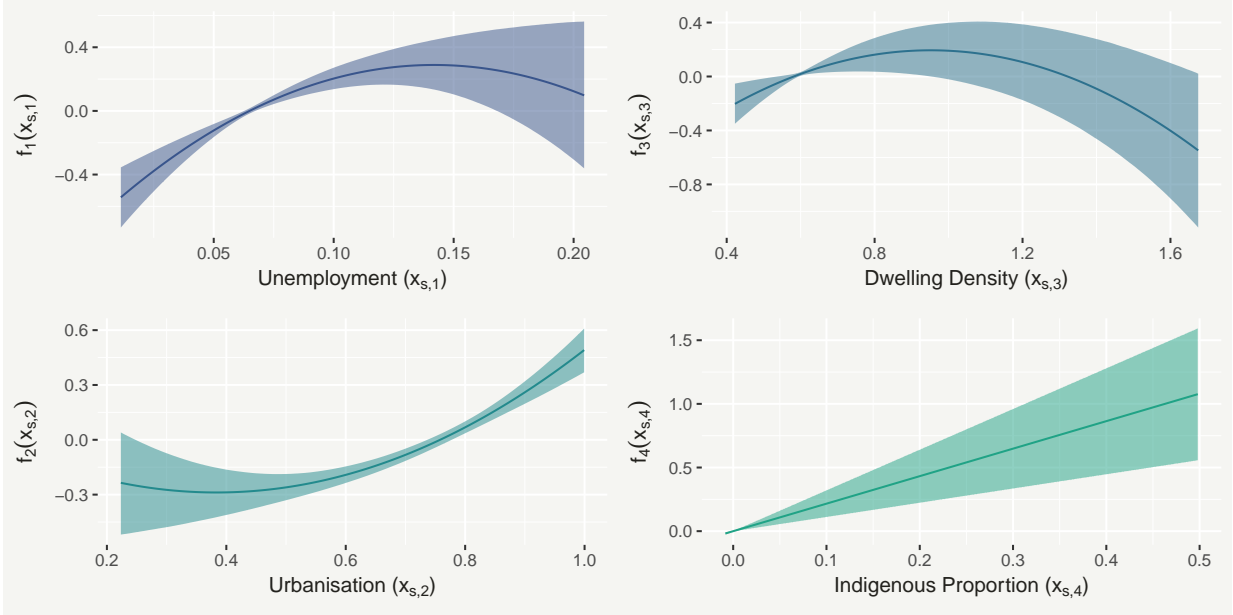 f₁(xₛ,₁)
0.4
0.0
−0.4
0.05 0.10 0.15 0.20
Unemployment (xₛ,₁)
f₃(xₛ,₃)
0.4
0.0
−0.4
−0.8
0.4 0.8 1.2 1.6
Dwelling Density (xₛ,₃)
f₂(xₛ,₂)
0.6
0.3
0.0
−0.3
0.2 0.4 0.6 0.8 1.0
Urbanisation (xₛ,₂)
f₄(xₛ,₄)
1.5
1.0
0.5
0.0
0.0 0.1 0.2 0.3 0.4 0.5
Indigenous Proportion (xₛ,₄)